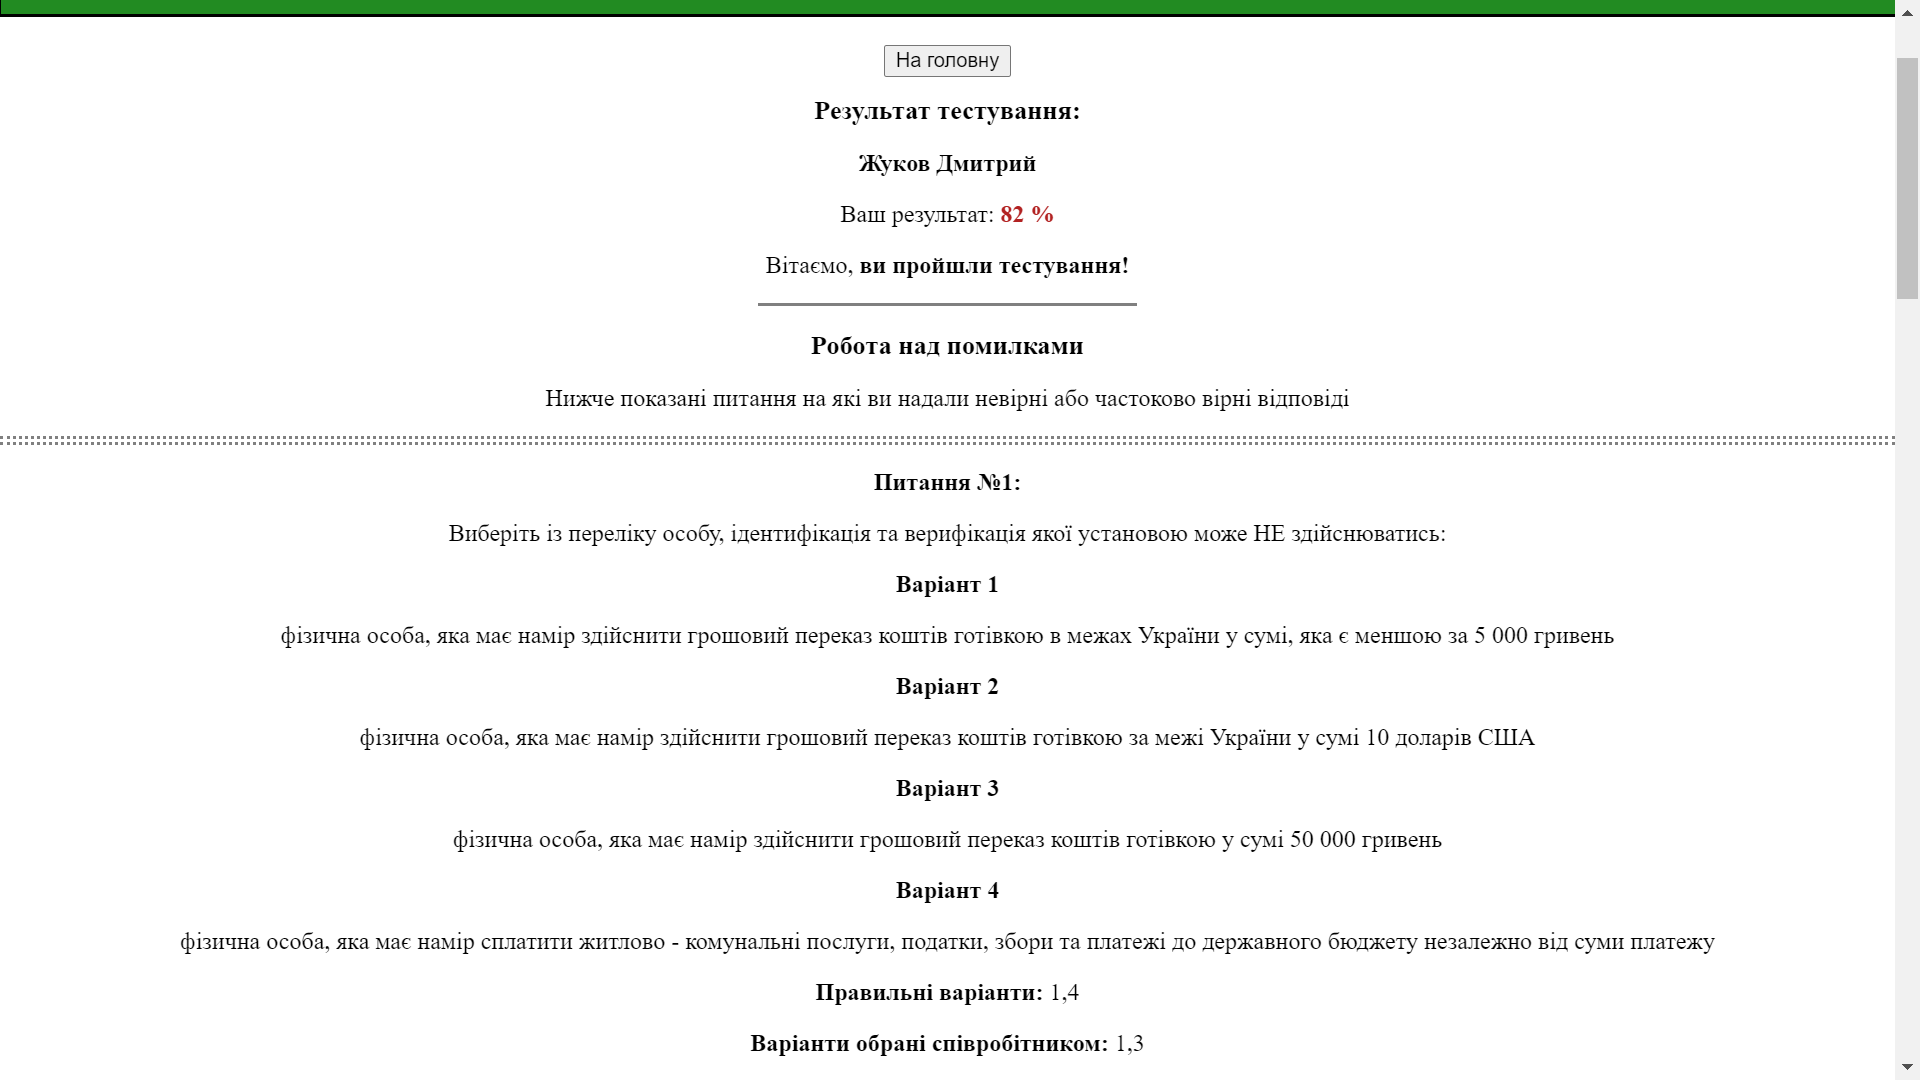 На головну
Результат тестування:
Жуков Дмитрий
Ваш результат: 82 %
Вітаємо, ви пройшли тестування!
Робота над помилками
Нижче показані питання на які ви надали невірні або частоково вірні відповіді
Питання №1:
Виберіть із переліку особу, ідентифікація та верифікація якої установою може НЕ здійснюватись:
Варіант 1
фізична особа, яка має намір здійснити грошовий переказ коштів готівкою в межах України у сумі, яка є меншою за 5 000 гривень
Варіант 2
фізична особа, яка має намір здійснити грошовий переказ коштів готівкою за межі України у сумі 10 доларів США
Варіант 3
фізична особа, яка має намір здійснити грошовий переказ коштів готівкою у сумі 50 000 гривень
Варіант 4
фізична особа, яка має намір сплатити житлово - комунальні послуги, податки, збори та платежі до державного бюджету незалежно від суми платежу
Правильні варіанти: 1,4
Варіанти обрані співробітником: 1,3